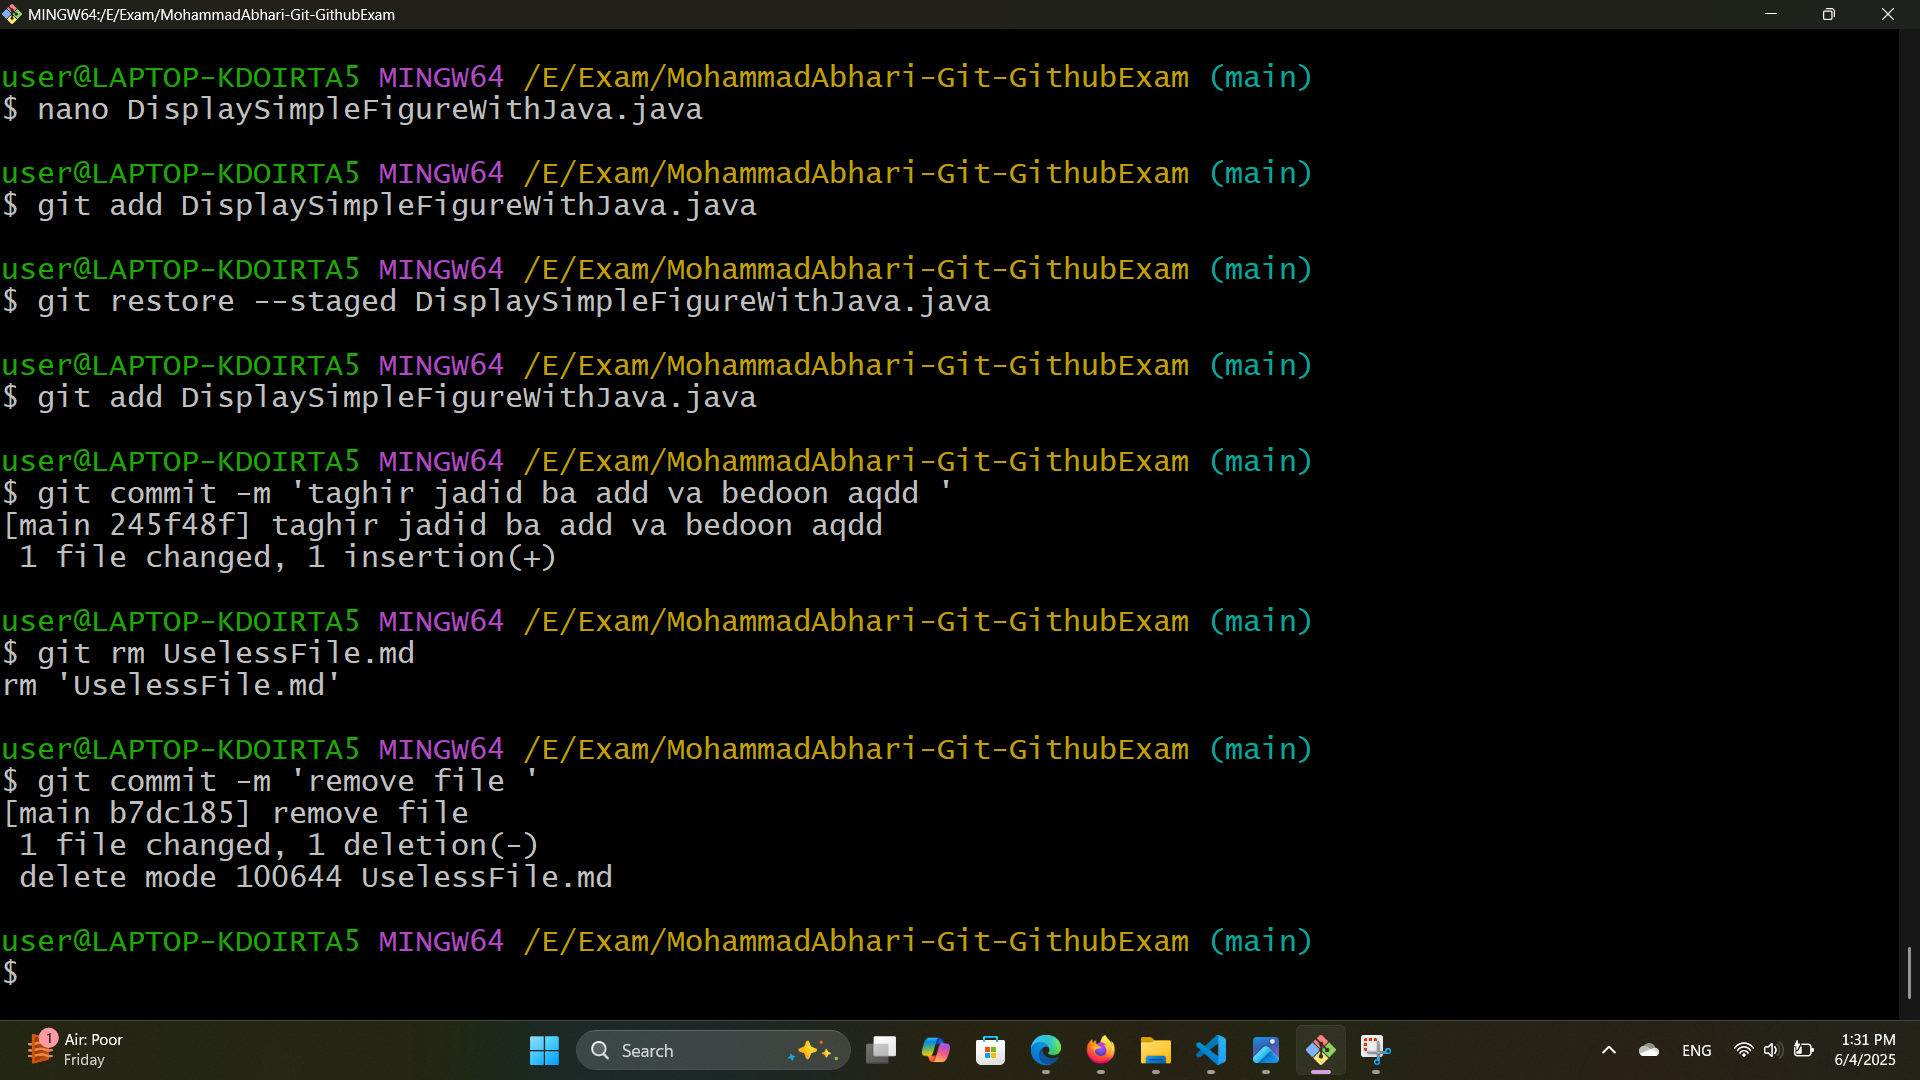 MINGW64:/E/Exam/MohammadAbhari-Git-GithubExam
user@LAPTOP-KDOIRTA5 MINGW64 /E/Exam/MohammadAbhari-Git-GithubExam (main)
$ nano DisplaySimpleFigureWithJava.java
user@LAPTOP-KDOIRTA5 MINGW64 /E/Exam/MohammadAbhari-Git-GithubExam (main)
$ git add DisplaySimpleFigureWithJava.java
user@LAPTOP-KDOIRTA5 MINGW64 /E/Exam/MohammadAbhari-Git-GithubExam (main)
$ git restore --staged DisplaySimpleFigureWithJava.java
user@LAPTOP-KDOIRTA5 MINGW64 /E/Exam/MohammadAbhari-Git-GithubExam (main)
$ git add DisplaySimpleFigureWithJava.java
user@LAPTOP-KDOIRTA5 MINGW64 /E/Exam/MohammadAbhari-Git-GithubExam (main)
$ git commit -m 'taghir jadid ba add va bedoon aqdd '
[main 245f48f] taghir jadid ba add va bedoon aqdd
 1 file changed, 1 insertion(+)
user@LAPTOP-KDOIRTA5 MINGW64 /E/Exam/MohammadAbhari-Git-GithubExam (main)
$ git rm UselessFile.md
rm 'UselessFile.md'
user@LAPTOP-KDOIRTA5 MINGW64 /E/Exam/MohammadAbhari-Git-GithubExam (main)
$ git commit -m 'remove file '
[main b7dc185] remove file
 1 file changed, 1 deletion(-)
 delete mode 100644 UselessFile.md
user@LAPTOP-KDOIRTA5 MINGW64 /E/Exam/MohammadAbhari-Git-GithubExam (main)
$
1
Air: Poor
Friday
Search
ENG
1:31 PM
6/4/2025